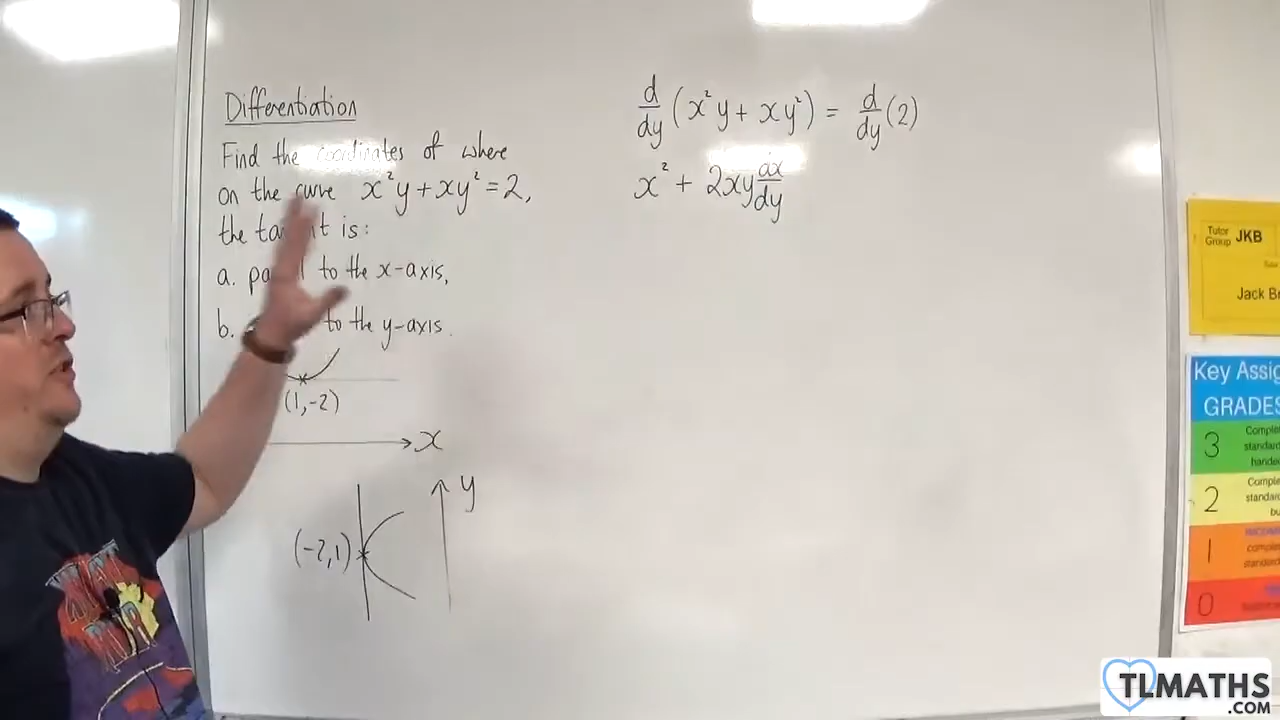 Differentiation
Find the coordinates of where
on the curve x²y + xy² = 2,
the tangent is:
a. to the x-axis,
b. to the y-axis.
(1,-2)
x
y
(-2,1)
d/dy (x²y + xy²) = d/dy (2)
x² + 2xy dx/dy
Tutor Group JKB
Jack
Key
GRADES
3
2
1
0
TLMATHS
.COM